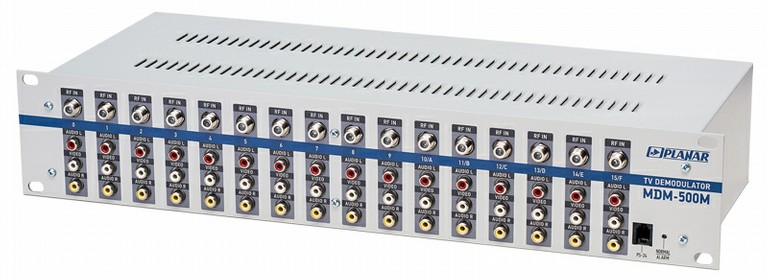 RF IN RF IN RF IN RF IN RF IN RF IN RF IN RF IN RF IN RF IN RF IN RF IN RF IN RF IN RF IN RF IN
0 1 2 3 4 5 6 7 8 9 10/A 11/B 12/C 13/D 14/E 15/F
AUDIO L AUDIO L AUDIO L AUDIO L AUDIO L AUDIO L AUDIO L AUDIO L AUDIO L AUDIO L AUDIO L AUDIO L AUDIO L AUDIO L AUDIO L AUDIO L
VIDEO VIDEO VIDEO VIDEO VIDEO VIDEO VIDEO VIDEO VIDEO VIDEO VIDEO VIDEO VIDEO VIDEO VIDEO VIDEO
AUDIO R AUDIO R AUDIO R AUDIO R AUDIO R AUDIO R AUDIO R AUDIO R AUDIO R AUDIO R AUDIO R AUDIO R AUDIO R AUDIO R AUDIO R AUDIO R
PLANAR
TV DEMODULATOR
MDM-500M
PS-24
NORMAL
ALARM